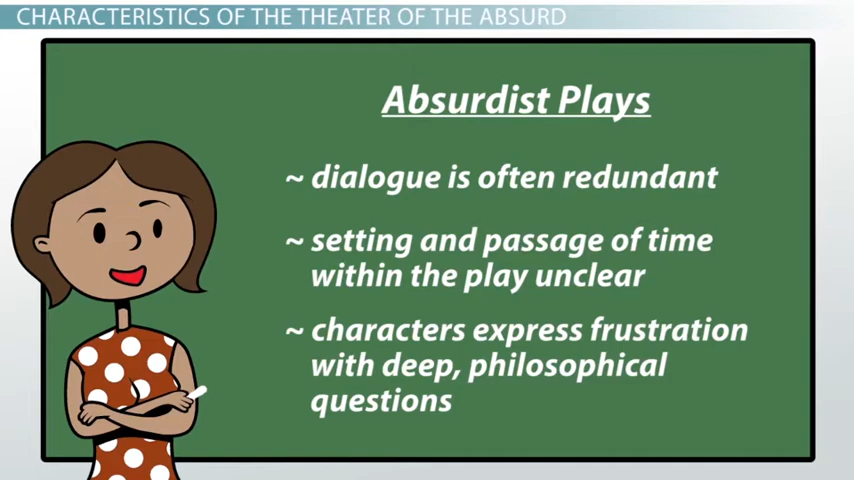 CHARACTERISTICS OF THE THEATER OF THE ABSURD
Absurdist Plays
~ dialogue is often redundant
~ setting and passage of time
within the play unclear
~ characters express frustration
with deep, philosophical
questions